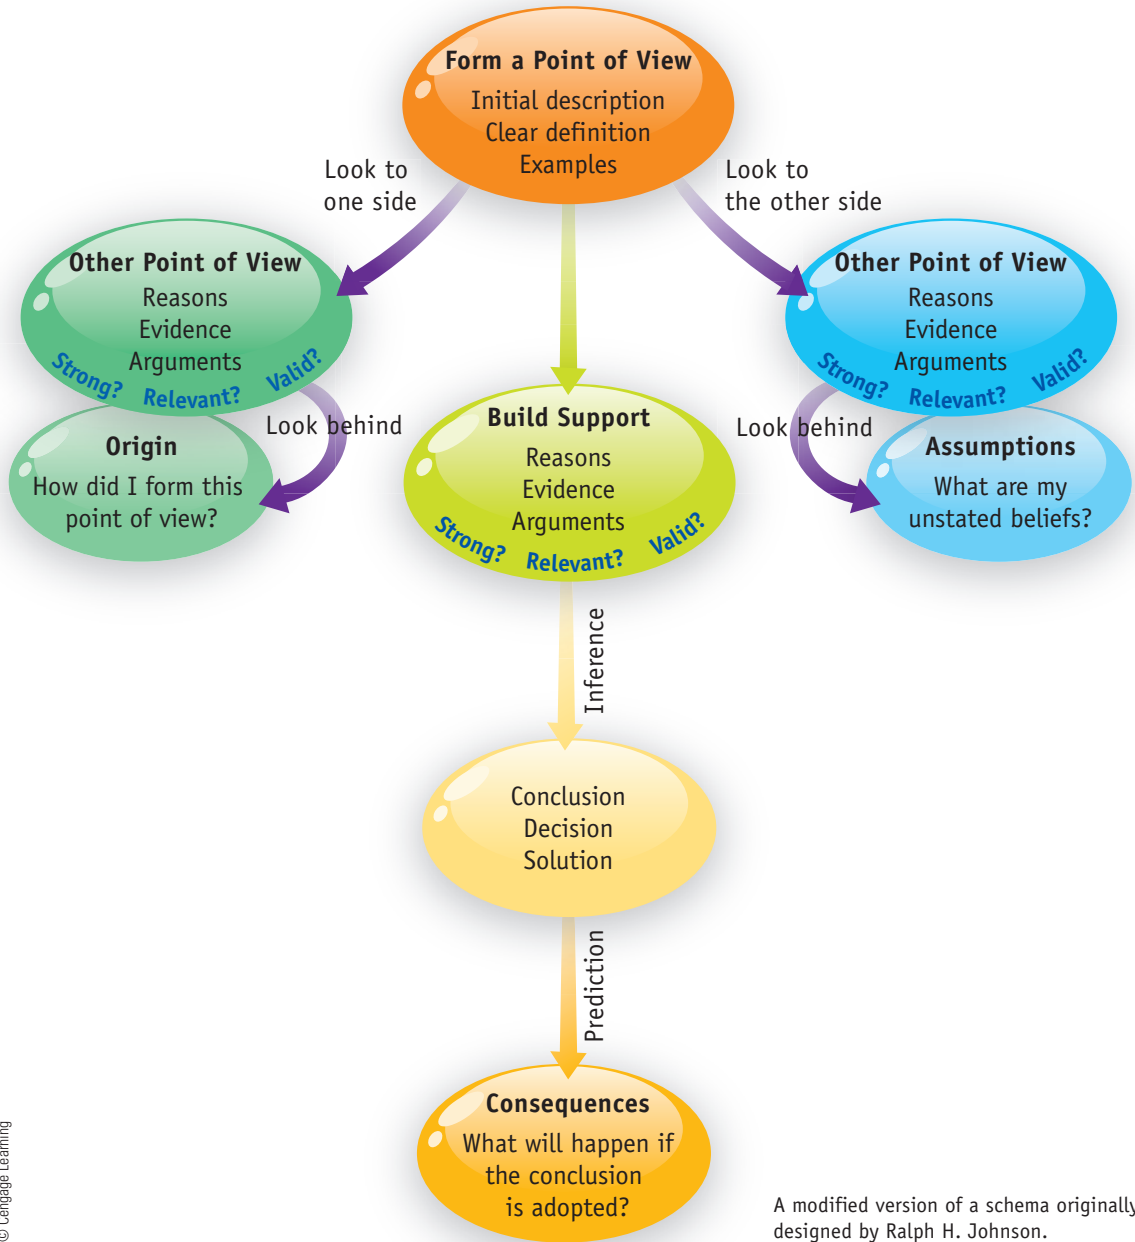 Form a Point of View
Initial description
Clear definition
Examples
Look to
one side
Look to
the other side
Other Point of View
Reasons
Evidence
Arguments
Strong? Relevant? Valid?
Other Point of View
Reasons
Evidence
Arguments
Strong? Relevant? Valid?
Look behind
Origin
How did I form this
point of view?
Build Support
Reasons
Evidence
Arguments
Strong? Relevant? Valid?
Look behind
Assumptions
What are my
unstated beliefs?
Inference
Conclusion
Decision
Solution
Prediction
Consequences
What will happen if
the conclusion
is adopted?
© Cengage Learning
A modified version of a schema originally
designed by Ralph H. Johnson.